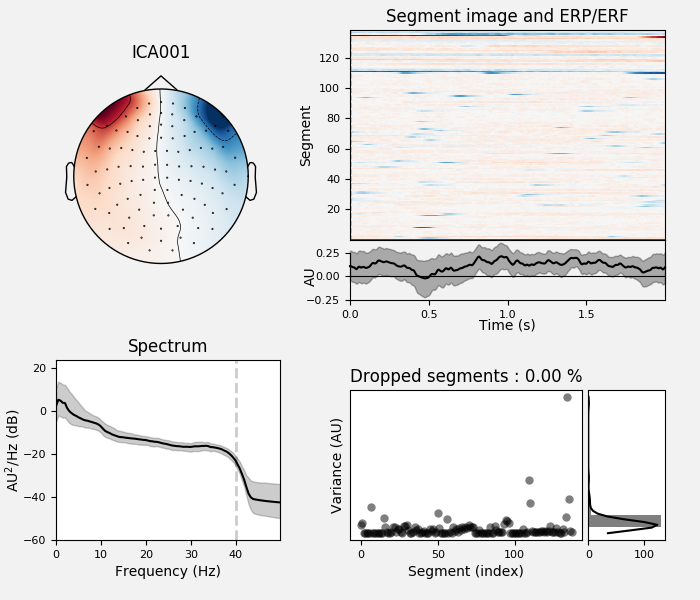 Segment image and ERP/ERF
ICA001
Segment
120
100
80
60
40
20
AU
0.25
0.00
−0.25
0.0
0.5
1.0
1.5
Time (s)
Spectrum
AU²/Hz (dB)
20
0
−20
−40
−60
0
10
20
30
40
Frequency (Hz)
Dropped segments : 0.00 %
Variance (AU)
0
50
100
Segment (index)
0
100